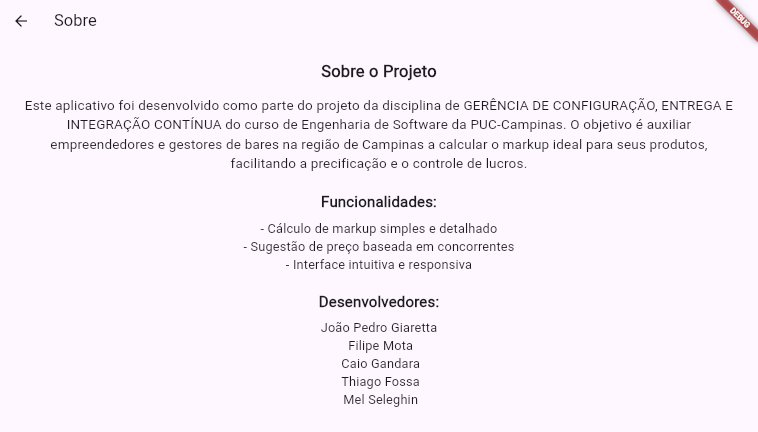 Sobre
DEBUG
Sobre o Projeto
Este aplicativo foi desenvolvido como parte do projeto da disciplina de GERÊNCIA DE CONFIGURAÇÃO, ENTREGA E
INTEGRAÇÃO CONTÍNUA do curso de Engenharia de Software da PUC-Campinas. O objetivo é auxiliar
empreendedores e gestores de bares na região de Campinas a calcular o markup ideal para seus produtos,
facilitando a precificação e o controle de lucros.
Funcionalidades:
- Cálculo de markup simples e detalhado
- Sugestão de preço baseada em concorrentes
- Interface intuitiva e responsiva
Desenvolvedores:
João Pedro Giaretta
Filipe Mota
Caio Gandara
Thiago Fossa
Mel Seleghin